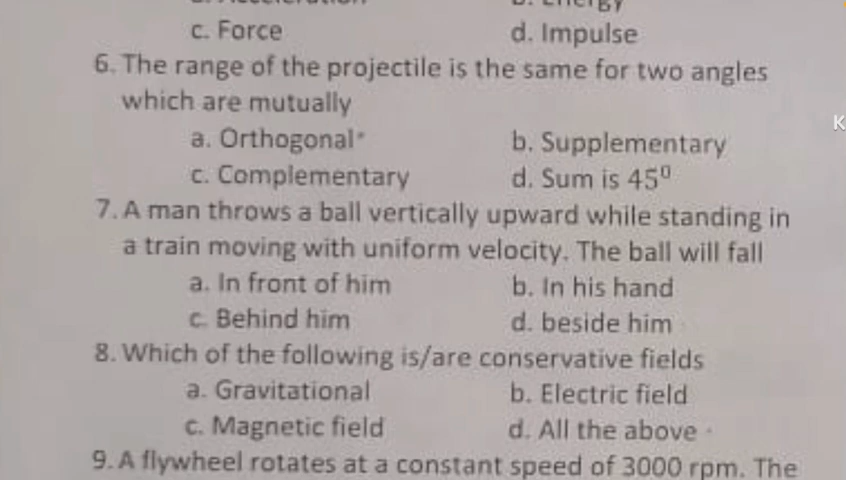 c. Force d. Impulse
6. The range of the projectile is the same for two angles
which are mutually
a. Orthogonal b. Supplementary
c. Complementary d. Sum is 45⁰
7. A man throws a ball vertically upward while standing in
a train moving with uniform velocity. The ball will fall
a. In front of him b. In his hand
c. Behind him d. beside him
8. Which of the following is/are conservative fields
a. Gravitational b. Electric field
c. Magnetic field d. All the above
9. A flywheel rotates at a constant speed of 3000 rpm. The
K